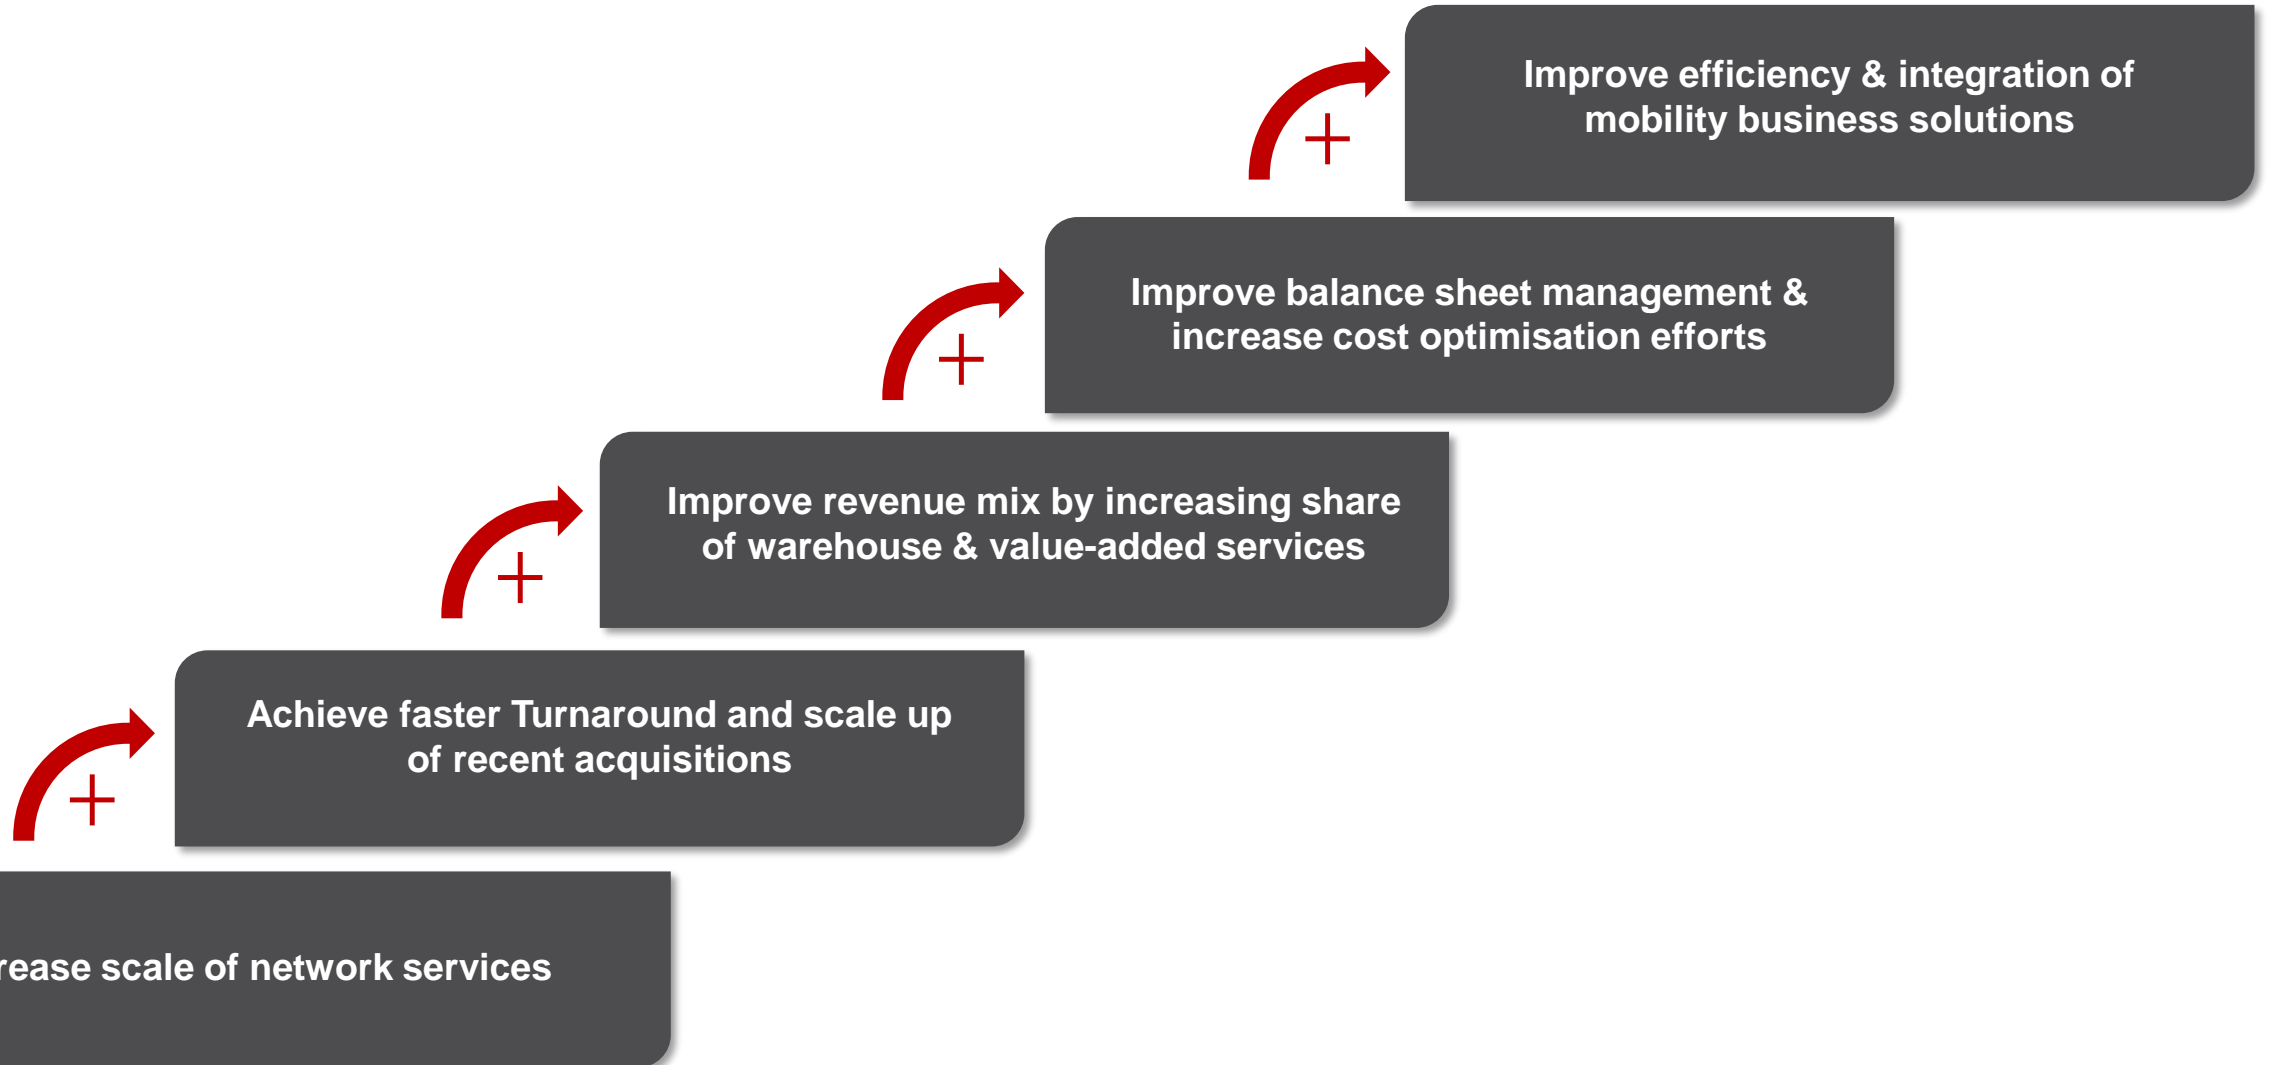 Improve efficiency & integration of
mobility business solutions
Improve balance sheet management &
increase cost optimisation efforts
Improve revenue mix by increasing share
of warehouse & value-added services
Achieve faster Turnaround and scale up
of recent acquisitions
scale of network services